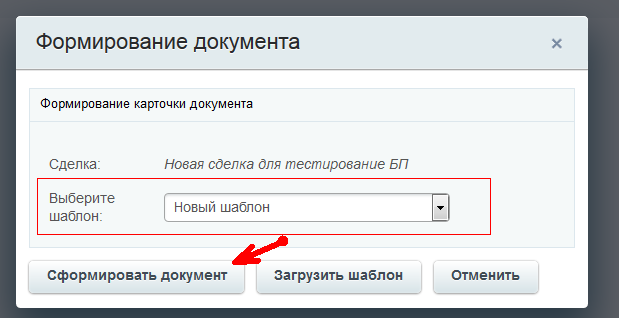 Формирование документа
Формирование карточки документа
Сделка: Новая сделка для тестирование БП
Выберите
шаблон: Новый шаблон
Сформировать документ Загрузить шаблон Отменить